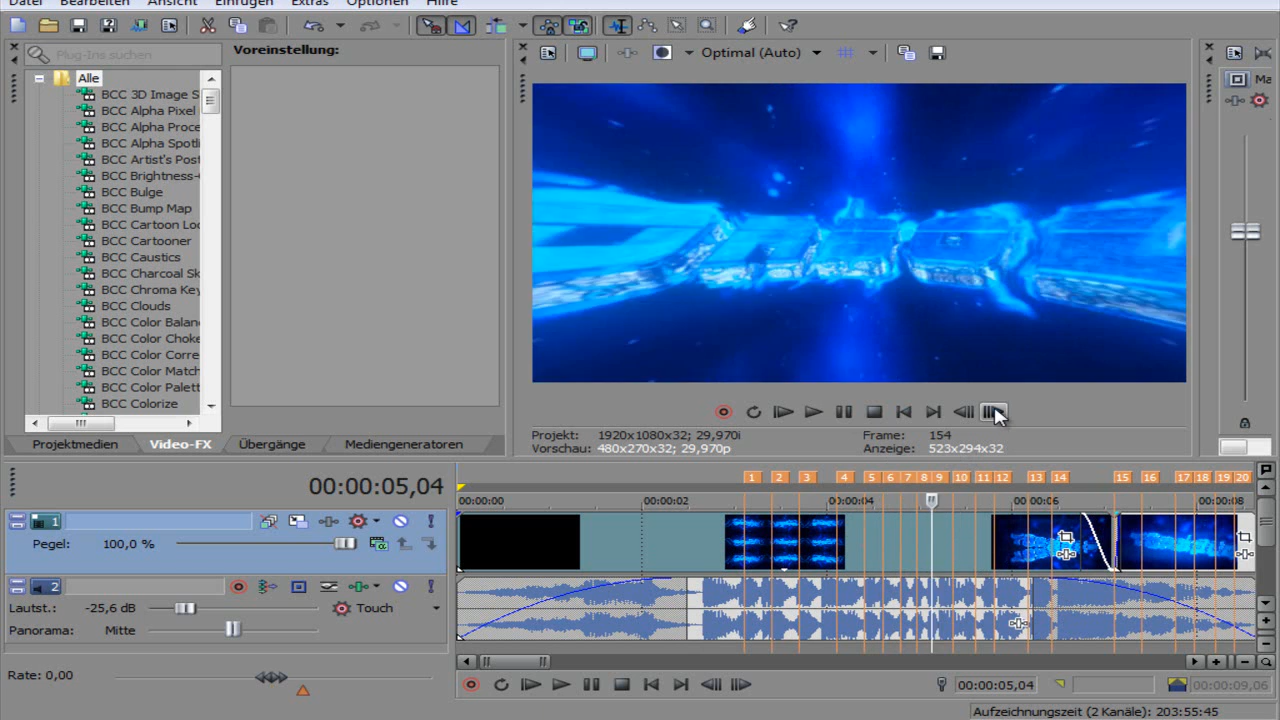 Datei Bearbeiten Ansicht Einfügen Extras Optionen Hilfe
Plug-Ins suchen
Voreinstellung:
Optimal (Auto)
Ma
Alle
BCC 3D Image S
BCC Alpha Pixel
BCC Alpha Proce
BCC Alpha Spotli
BCC Artist's Post
BCC Brightness-
BCC Bulge
BCC Bump Map
BCC Cartoon Loo
BCC Cartooner
BCC Caustics
BCC Charcoal Sk
BCC Chroma Key
BCC Clouds
BCC Color Balan
BCC Color Choke
BCC Color Corre
BCC Color Match
BCC Color Palett
BCC Colorize
Projektmedien Video-FX Übergänge Mediengeneratoren
Projekt: 1920x1080x32; 29,970i Frame: 154
Vorschau: 480x270x32; 29,970p Anzeige: 523x294x32
00:00:05,04
1 2 3 4 5 6 7 8 9 10 11 12 13 14 15 16 17 18 19 20
00:00:00 00:00:02 00:00:04 00:00:06 00:00:08
1
Pegel: 100,0 %
2
Lautst.: -25,6 dB Touch
Panorama: Mitte
Rate: 0,00
00:00:05,04 00:00:09,06
Aufzeichnungszeit (2 Kanäle): 203:55:45